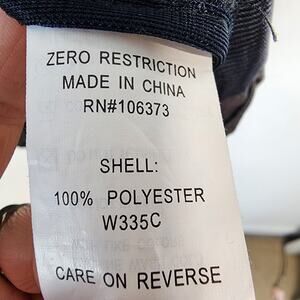 ZERO RESTRICTION
MADE IN CHINA
RN#106373
SHELL:
100% POLYESTER
W335C
CARE ON REVERSE